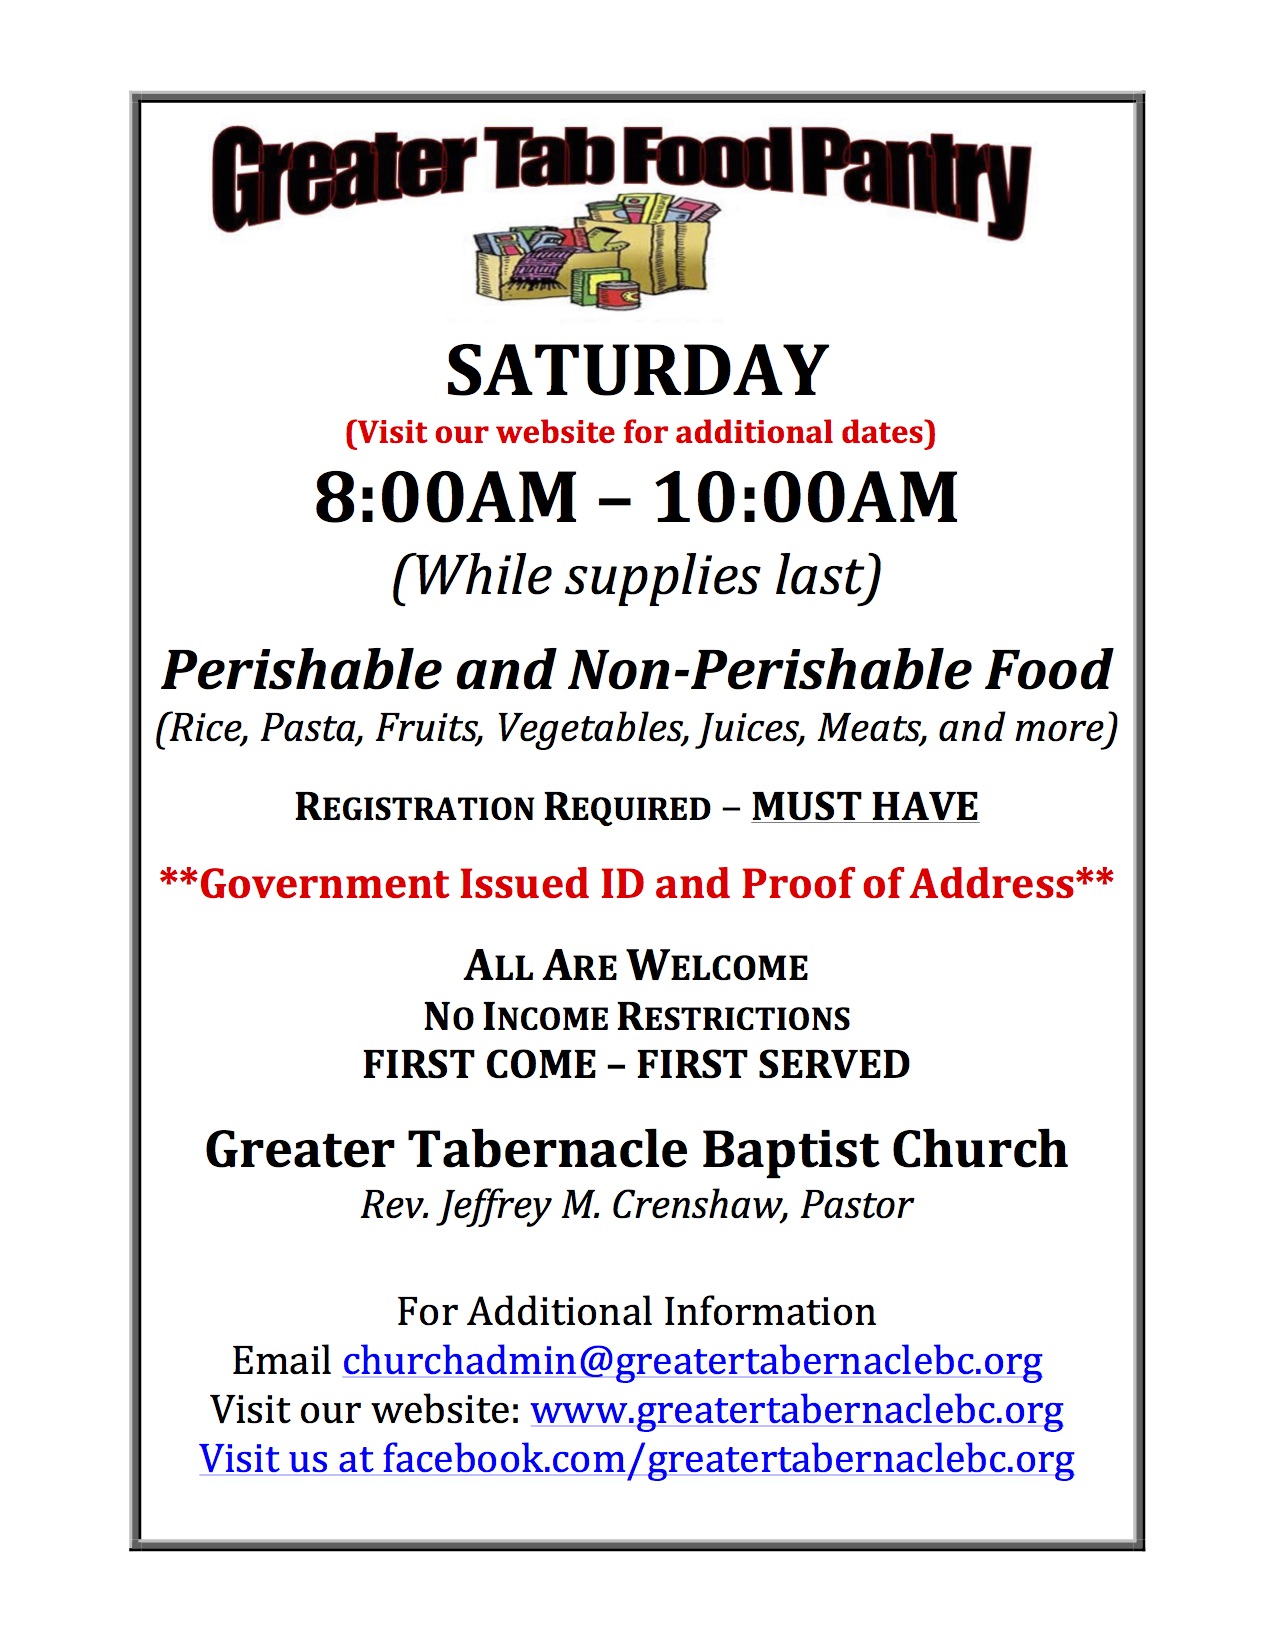 Greater Tab Food Pantry
SATURDAY
(Visit our website for additional dates)
8:00AM – 10:00AM
(While supplies last)
Perishable and Non-Perishable Food
(Rice, Pasta, Fruits, Vegetables, Juices, Meats, and more)
REGISTRATION REQUIRED – MUST HAVE
**Government Issued ID and Proof of Address**
ALL ARE WELCOME
NO INCOME RESTRICTIONS
FIRST COME – FIRST SERVED
Greater Tabernacle Baptist Church
Rev. Jeffrey M. Crenshaw, Pastor
For Additional Information
Email churchadmin@greatertabernaclebc.org
Visit our website: www.greatertabernaclebc.org
Visit us at facebook.com/greatertabernaclebc.org